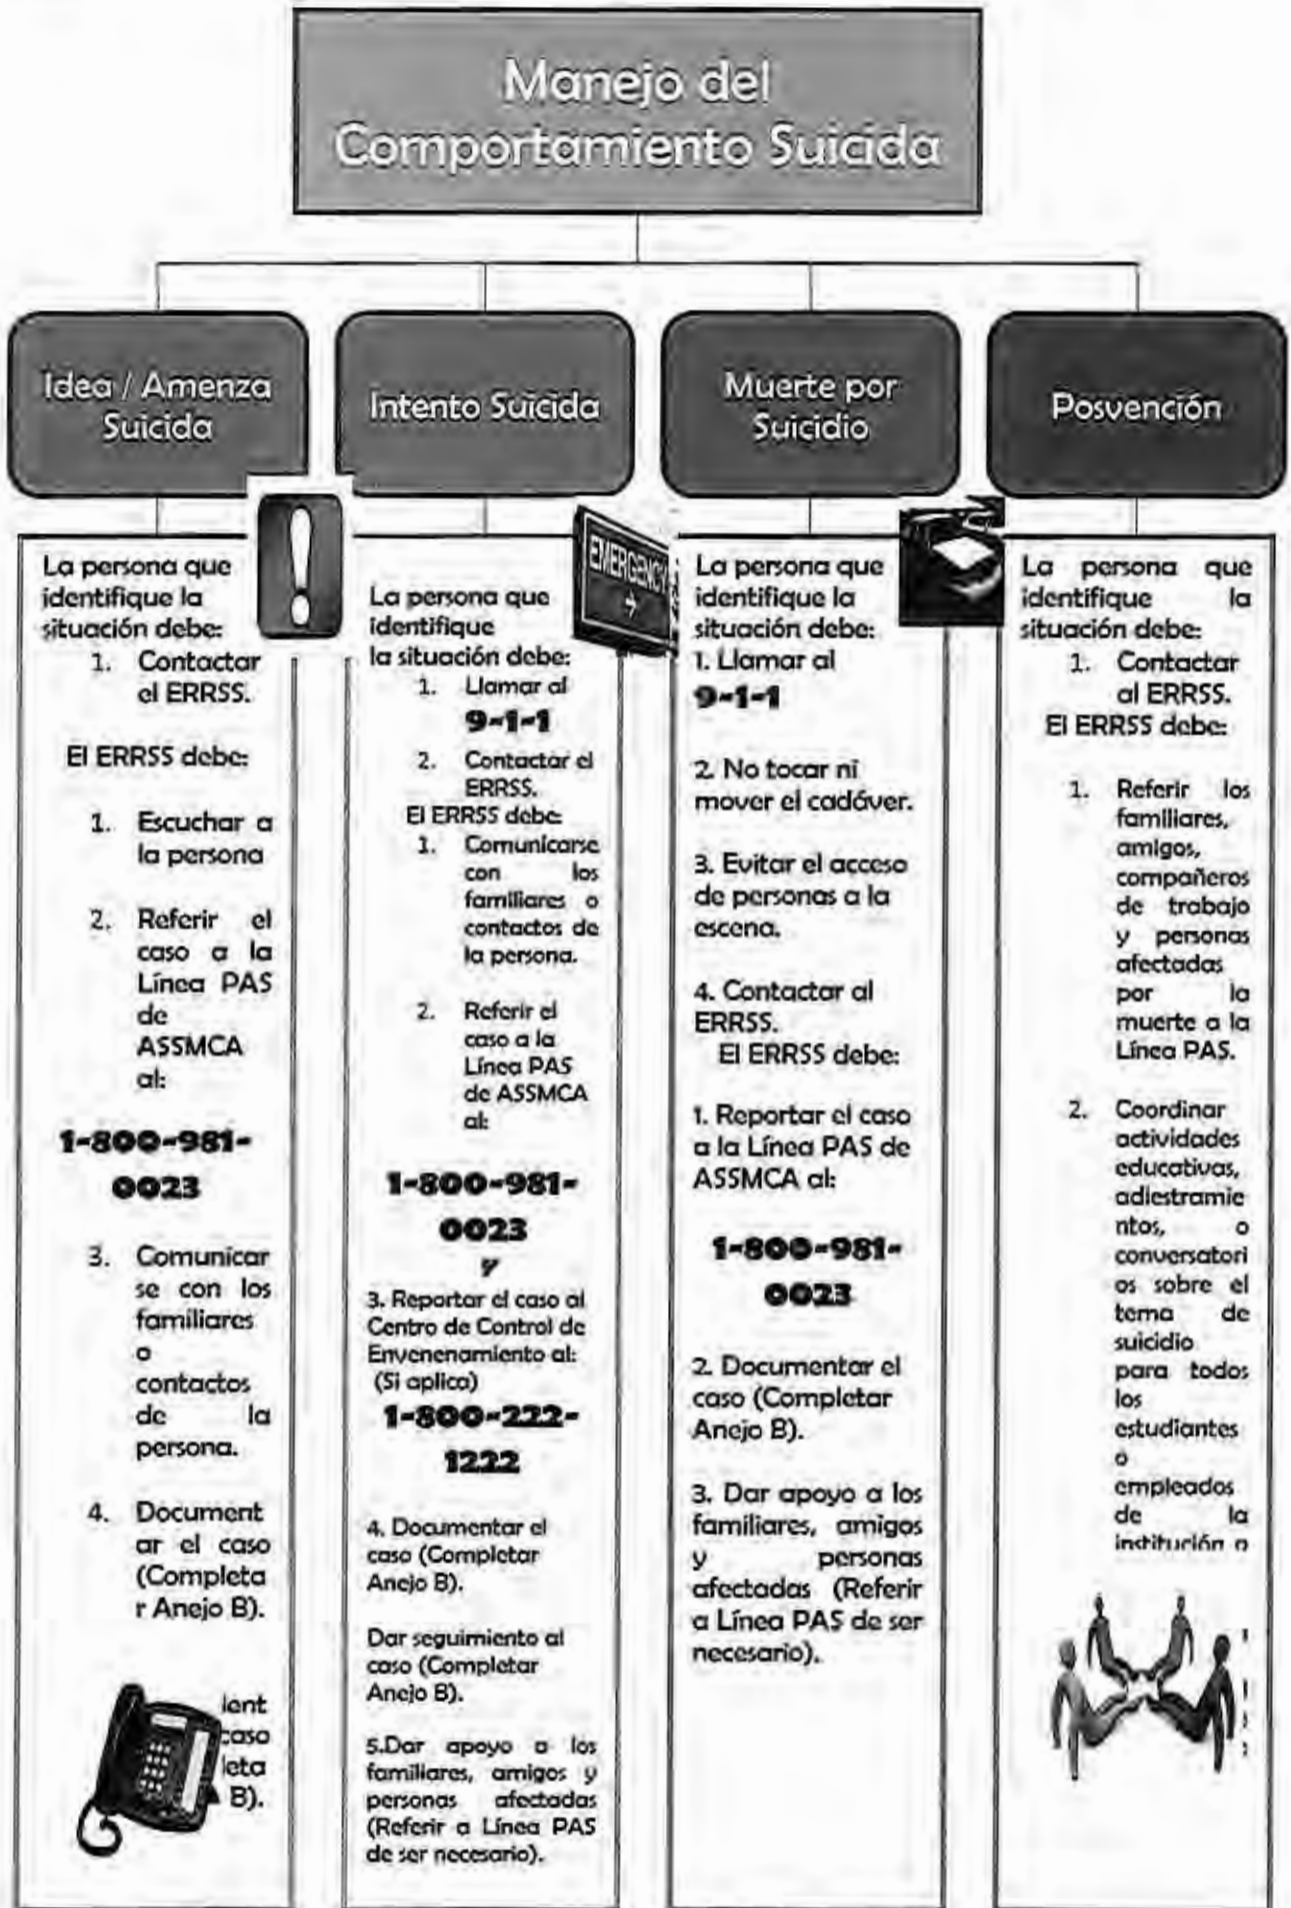 Manejo del
Comportamiento Suicida
Idea / Amenza
Suicida
La persona que
identifique la
situación debe:
1. Contactar
el ERRSS.
El ERRSS debe:
1. Escuchar a
la persona
2. Referir el
caso a la
Línea PAS
de
ASSMCA
al:
1-800-981-
0023
3. Comunicar
se con los
familiares
o
contactos
de la
persona.
4. Document
ar el caso
(Completa
r Anejo B).
caso
B).
Intento Suicida
EMERGENCY
La persona que
identifique
la situación debe:
1. Llamar al
9-1-1
2. Contactar el
ERRSS.
El ERRSS debe:
1. Comunicarse
con los
familiares o
contactos de
la persona.
2. Referir el
caso a la
Línea PAS
de ASSMCA
al:
1-800-981-
0023
y
3. Reportar el caso al
Centro de Control de
Envenenamiento al:
(Si aplica)
1-800-222-
1222
4. Documentar el
caso (Completar
Anejo B).
Dar seguimiento al
caso (Completar
Anejo B).
5.Dar apoyo a los
familiares, amigos y
personas afectadas
(Referir a Línea PAS
de ser necesario).
Muerte por
Suicidio
La persona que
identifique la
situación debe:
1. Llamar al
9-1-1
2. No tocar ni
mover el cadáver.
3. Evitar el acceso
de personas a la
escena.
4. Contactar al
ERRSS.
El ERRSS debe:
1. Reportar el caso
a la Línea PAS de
ASSMCA al:
1-800-981-
0023
2. Documentar el
caso (Completar
Anejo B).
3. Dar apoyo a los
familiares, amigos
y personas
afectadas (Referir
a Línea PAS de ser
necesario).
Posvención
La persona que
identifique la
situación debe:
1. Contactar
al ERRSS.
El ERRSS debe:
1. Referir los
familiares,
amigos,
compañeros
de trabajo
y personas
afectadas
por la
muerte a la
Línea PAS.
2. Coordinar
actividades
educativas,
adiestramie
ntos, o
conversatori
os sobre el
tema de
suicidio
para todos
los
estudiantes
o
empleados
de la
institución o